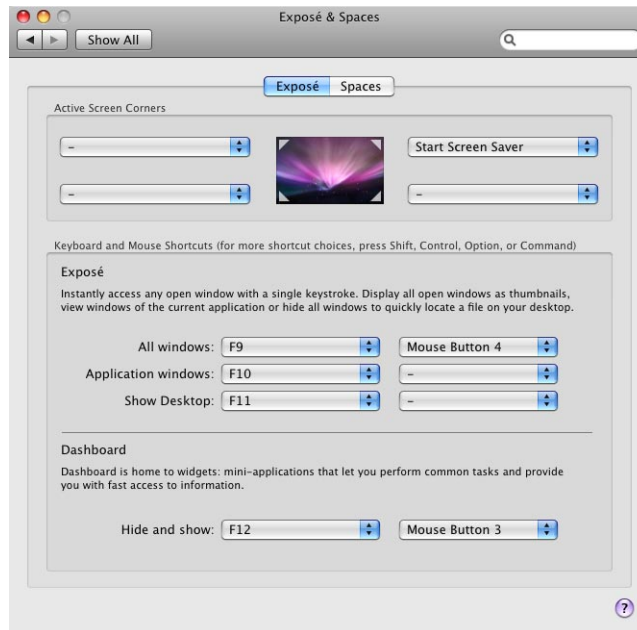 Exposé & Spaces
Show All
Exposé Spaces
Active Screen Corners
– Start Screen Saver
– –
Keyboard and Mouse Shortcuts (for more shortcut choices, press Shift, Control, Option, or Command)
Exposé
Instantly access any open window with a single keystroke. Display all open windows as thumbnails,
view windows of the current application or hide all windows to quickly locate a file on your desktop.
All windows: F9 Mouse Button 4
Application windows: F10 –
Show Desktop: F11 –
Dashboard
Dashboard is home to widgets: mini-applications that let you perform common tasks and provide
you with fast access to information.
Hide and show: F12 Mouse Button 3
?